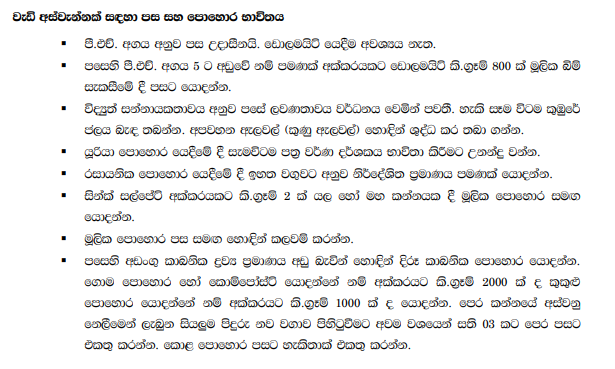 වැඩි අස්වැන්නක් සඳහා පස සහ පොහොර භාවිතය
▪ පී.එච්. අගය අනුව පස උදාසීනයි. ඩොලමයිට් යෙදීම අවශ්‍යය නැත.
▪ පසෙහි පී.එච්. අගය 5 ට අඩුවේ නම් පමණක් අක්කරයකට ඩොලමයිට් කි.ග්‍රෑම් 800 ක් මූලික බිම්
සැකසීමේ දී පසට යොදන්න.
▪ විද්‍යුත් සන්නායකතාවය අනුව පසේ ලවණතාවය වර්ධනය වෙමින් පවතී. හැකි සෑම විටම කුඹුරේ
ජලය බැඳ තබන්න. අපවහන ඇලවල් (කුණු ඇලවල්) හොඳින් ශුද්ධ කර තබා ගන්න.
▪ යූරියා පොහොර යෙදීමේ දී සැමවිටම පත්‍ර වර්ණ දර්ශකය භාවිතා කිරීමට උනන්දු වන්න.
▪ රසායනික පොහොර යෙදීමේ දී ඉහත වගුවට අනුව නිර්දේශිත ප්‍රමාණය පමණක් යොදන්න.
▪ සින්ක් සල්පේට් අක්කරයකට කි.ග්‍රෑම් 2 ක් යල හෝ මහ කන්නයක දී මූලික පොහොර සමඟ
යොදන්න.
▪ මූලික පොහොර පස සමඟ හොඳින් කලවම් කරන්න.
▪ පසෙහි අඩංගු කාබනික ද්‍රව්‍ය ප්‍රමාණය අඩු බැවින් හොඳින් දිරූ කාබනික පොහොර යොදන්න.
ගොම පොහොර හෝ කොම්පෝස්ට් යොදන්නේ නම් අක්කරයට කි.ග්‍රෑම් 2000 ක් ද කුකුළු
පොහොර යොදන්නේ නම් අක්කරයට කි.ග්‍රෑම් 1000 ක් ද යොදන්න. පෙර කන්නයේ අස්වනු
නෙලීමෙන් ලැබුන සියලුම පිදුරු නව වගාව පිහිටුවීමට අවම වශයෙන් සති 03 කට පෙර පසට
එකතු කරන්න. කොළ පොහොර පසට හැකිතාක් එකතු කරන්න.